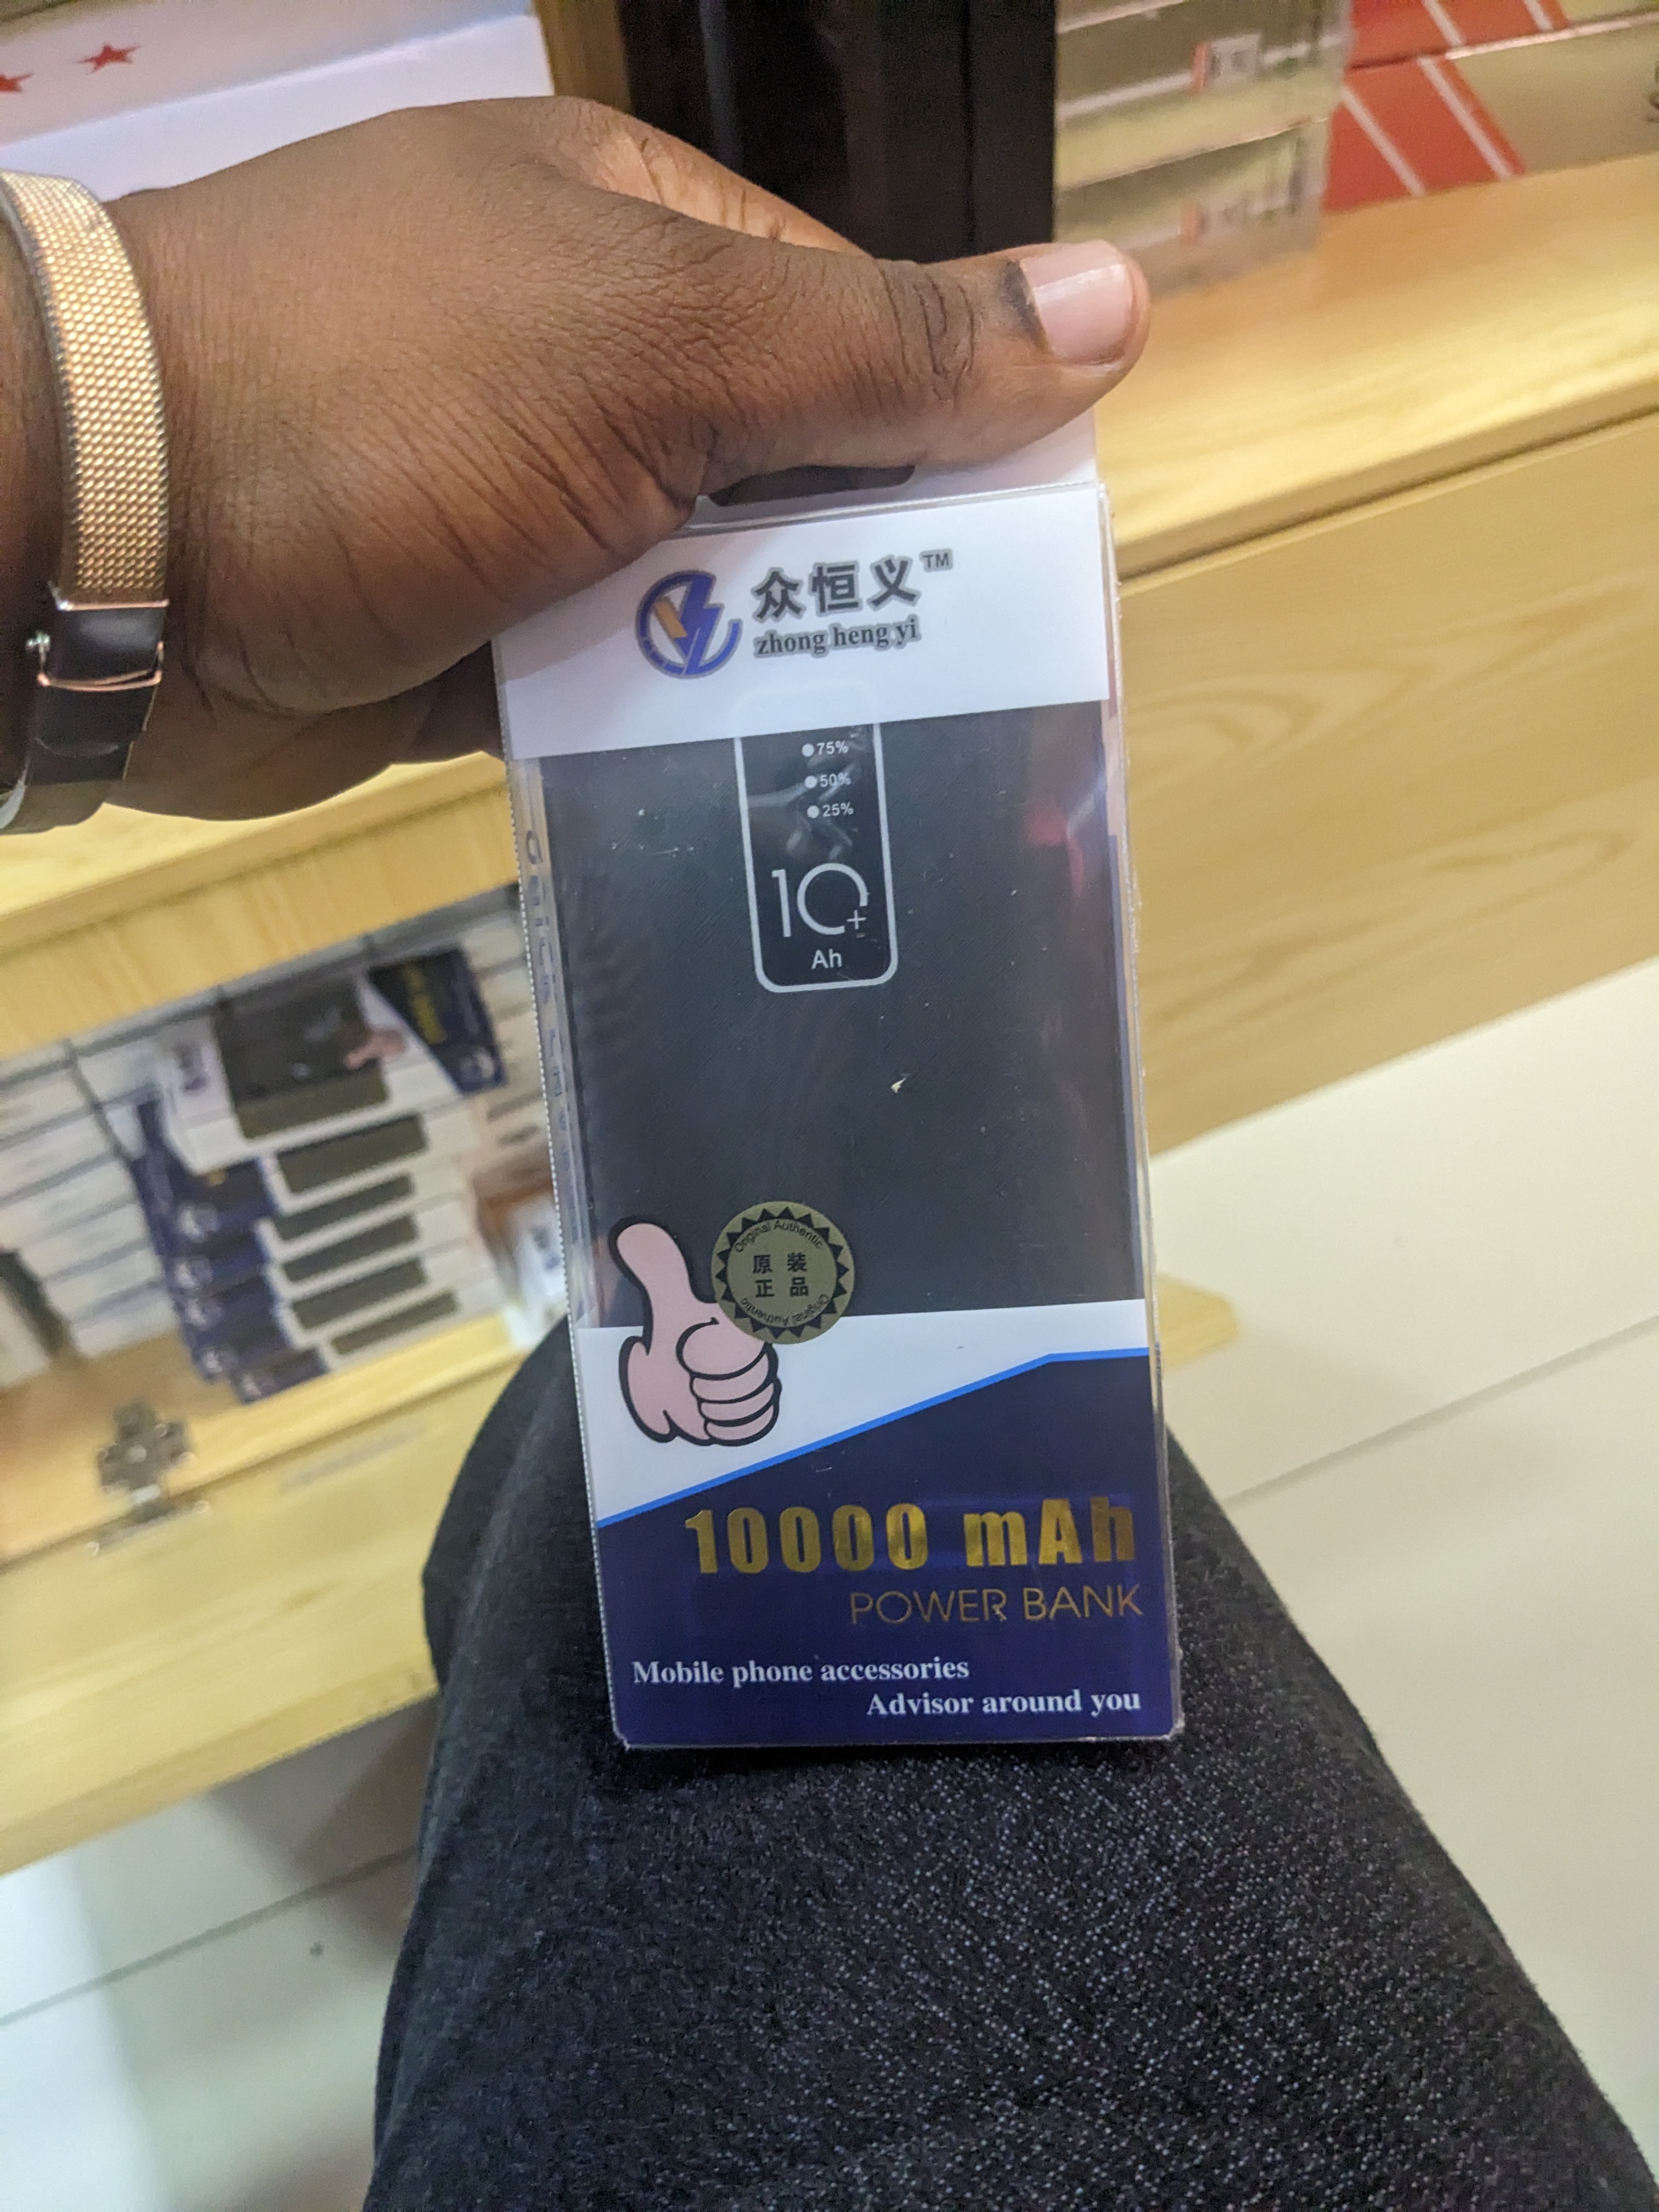 众恒义™
zhong heng yi
75%
50%
25%
10+
Ah
Original Authentic
原装
正品
Original Authentic
10000 mAh
POWER BANK
Mobile phone accessories
Advisor around you